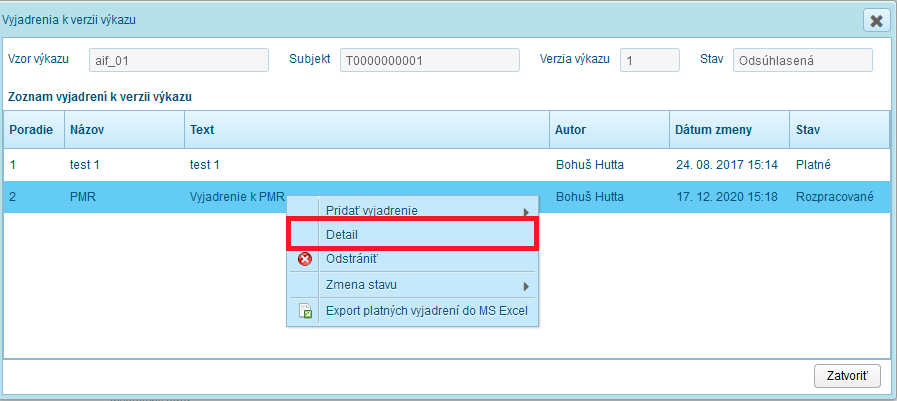 Vyjadrenia k verzii výkazu
Vzor výkazu aif_01 Subjekt T0000000001 Verzia výkazu 1 Stav Odsúhlasená
Zoznam vyjadrení k verzii výkazu
Poradie Názov Text Autor Dátum zmeny Stav
1 test 1 test 1 Bohuš Hutta 24. 08. 2017 15:14 Platné
2 PMR Vyjadrenie k PMR Bohuš Hutta 17. 12. 2020 15:18 Rozpracované
Pridať vyjadrenie
Detail
Odstrániť
Zmena stavu
Export platných vyjadrení do MS Excel
Zatvoriť